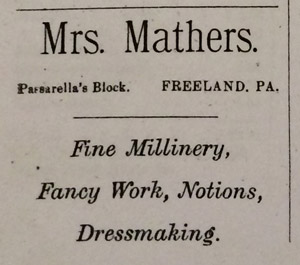 Mrs. Mathers.
Passarella's Block. FREELAND, PA.
Fine Millinery,
Fancy Work, Notions,
Dressmaking.